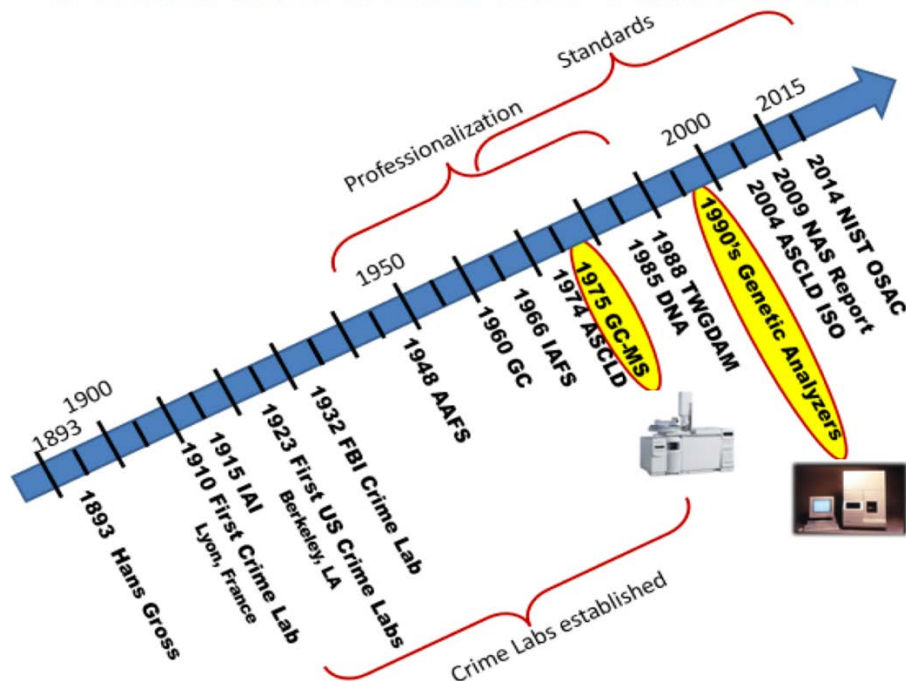 Standards
Professionalization
1893
1900
1950
2000
2015
1893 Hans Gross
1910 First Crime Lab
Lyon, France
1915 IAI
1923 First US Crime Labs
Berkeley, LA
1932 FBI Crime Lab
1948 AAFS
1960 GC
1966 IAFS
1974 ASCLD
1975 GC-MS
1985 DNA
1988 TWGDAM
1990's Genetic Analyzers
2004 ASCLD ISO
2009 NAS Report
2014 NIST OSAC
Crime Labs established